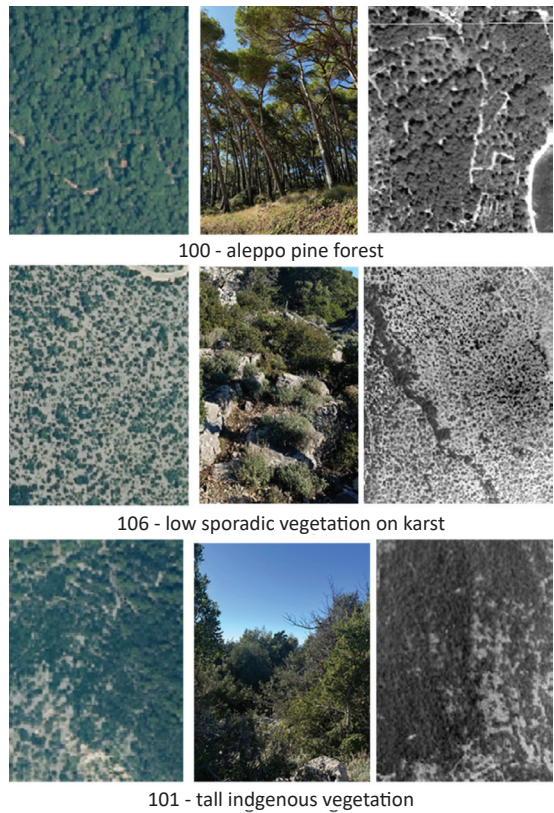 100 - aleppo pine forest
106 - low sporadic vegetation on karst
101 - tall indgenous vegetation